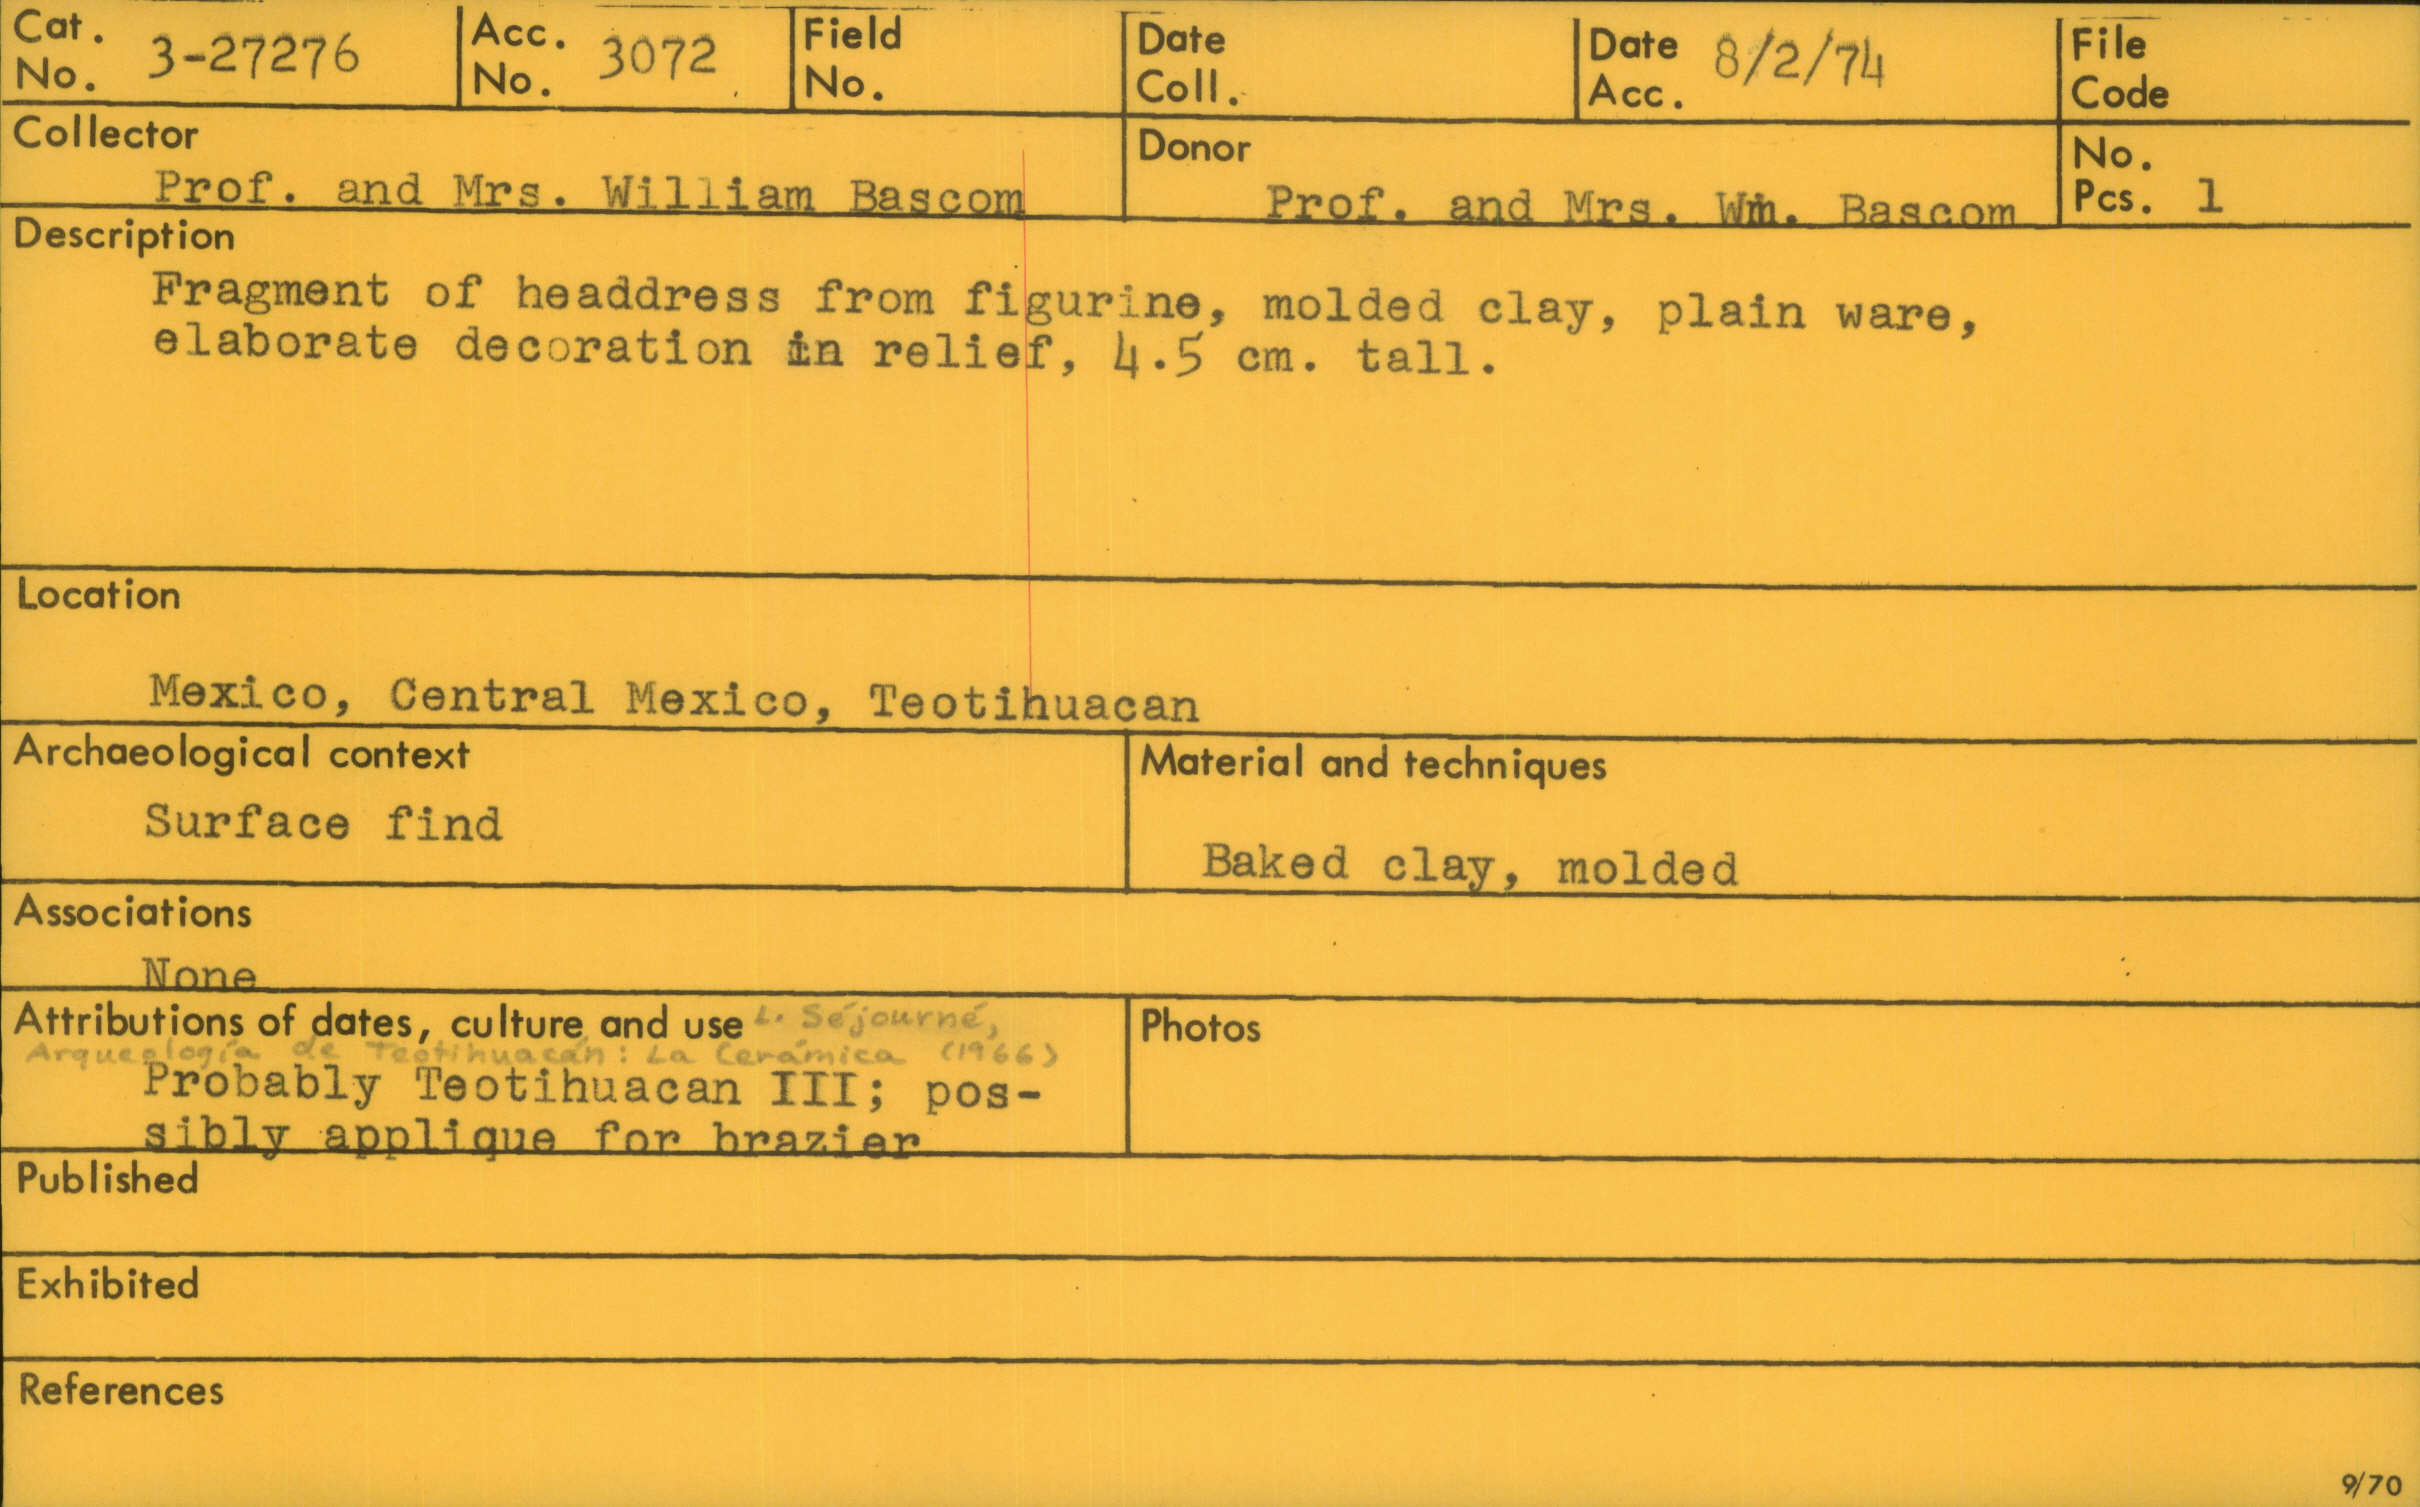 Cat. No. 3-27276 Acc. No. 3072 Field No. Date Coll. Date Acc. 8/2/74 File Code
Collector
Prof. and Mrs. William Bascom
Donor
Prof. and Mrs. Wm. Bascom
No. Pcs. 1
Description
Fragment of headdress from figurine, molded clay, plain ware,
elaborate decoration in relief, 4.5 cm. tall.
Location
Mexico, Central Mexico, Teotihuacan
Archaeological context
Surface find
Material and techniques
Baked clay, molded
Associations
None
Attributions of dates, culture and use L. Séjourné,
Arqueología de Teotihuacán: La Cerámica (1966)
Probably Teotihuacan III; pos-
sibly applique for brazier
Photos
Published
Exhibited
References
9/70